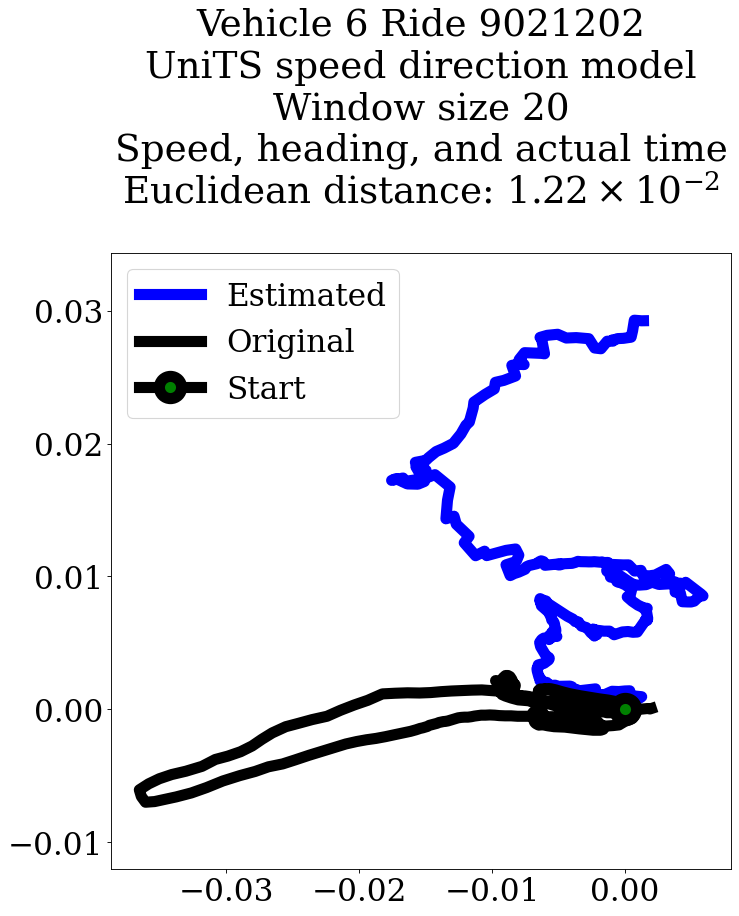 Vehicle 6 Ride 9021202
UniTS speed direction model
Window size 20
Speed, heading, and actual time
Euclidean distance: 1.22 × 10⁻²
Estimated
Original
Start
0.03
0.02
0.01
0.00
−0.01
−0.03 −0.02 −0.01 0.00